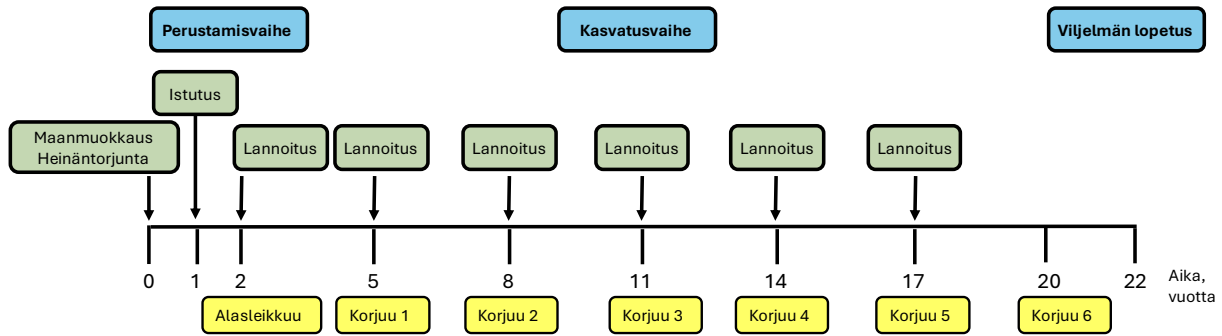 Perustamisvaihe
Kasvatusvaihe
Viljelmän lopetus
Istutus
Maanmuokkaus
Heinäntorjunta
Lannoitus
Lannoitus
Lannoitus
Lannoitus
Lannoitus
Lannoitus
0
1
2
5
8
11
14
17
20
22
Aika,
vuotta
Alasleikkuu
Korjuu 1
Korjuu 2
Korjuu 3
Korjuu 4
Korjuu 5
Korjuu 6